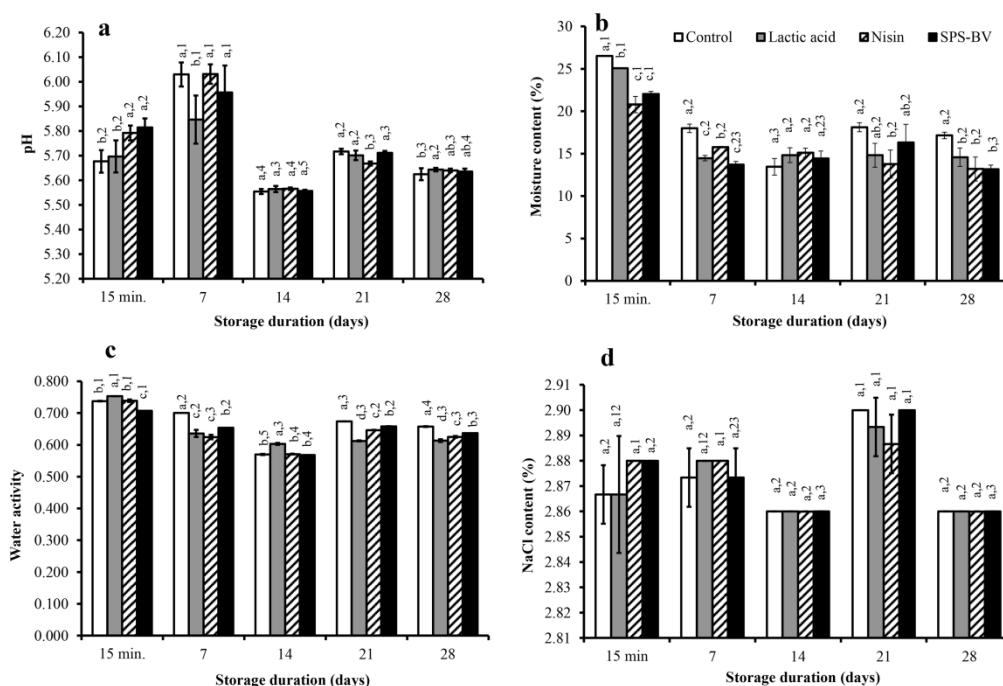 a
6.20
6.10
6.00
5.90
5.80
5.70
5.60
5.50
5.40
5.30
5.20
pH
b,2
b,2
a,2
a,2
a,1
b,1
a,1
a,1
a,4
a,3
a,4
a,5
a,2
a,2
b,3
a,3
b,3
a,2
ab,3
ab,4
15 min.
7
14
21
28
Storage duration (days)
b
Control
Lactic acid
Nisin
SPS-BV
30
25
20
15
10
5
0
Moisture content (%)
a,1
b,1
c,1
c,1
a,2
c,2
b,2
c,23
a,3
a,2
a,2
a,23
a,2
ab,2
b,2
ab,2
a,2
b,2
b,2
b,3
15 min.
7
14
21
28
Storage duration (days)
c
0.800
0.700
0.600
0.500
0.400
0.300
0.200
0.100
0.000
Water activity
b,1
a,1
b,1
c,1
a,2
c,2
c,3
b,2
b,5
a,3
b,4
b,4
a,3
d,3
c,2
b,2
a,4
d,3
c,3
b,3
15 min.
7
14
21
28
Storage duration (days)
d
2.91
2.90
2.89
2.88
2.87
2.86
2.85
2.84
2.83
2.82
2.81
NaCl content (%)
a,2
a,12
a,1
a,2
a,2
a,12
a,1
a,23
a,2
a,2
a,2
a,3
a,1
a,1
a,1
a,1
a,2
a,2
a,2
a,3
15 min
7
14
21
28
Storage duration (days)